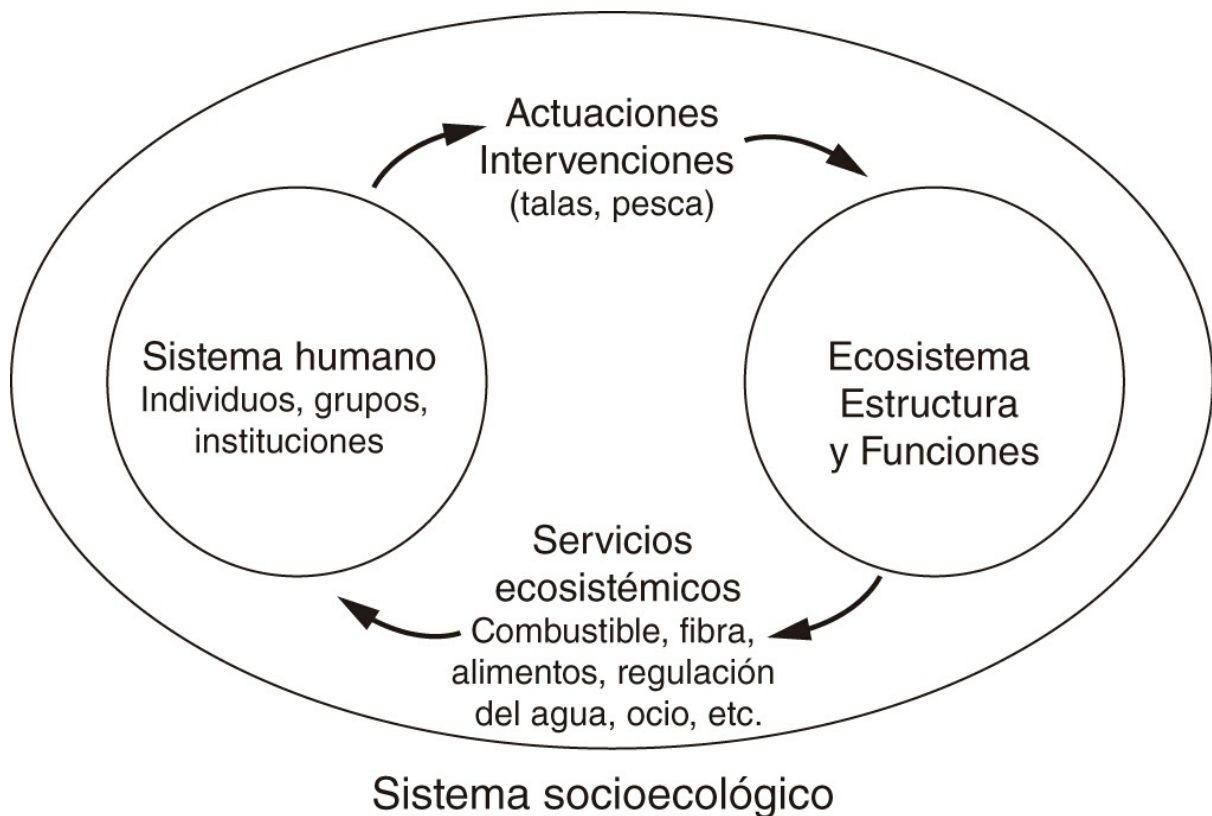 Actuaciones
Intervenciones
(talas, pesca)
Sistema humano
Individuos, grupos,
instituciones
Ecosistema
Estructura
y Funciones
Servicios
ecosistémicos
Combustible, fibra,
alimentos, regulación
del agua, ocio, etc.
Sistema socioecológico